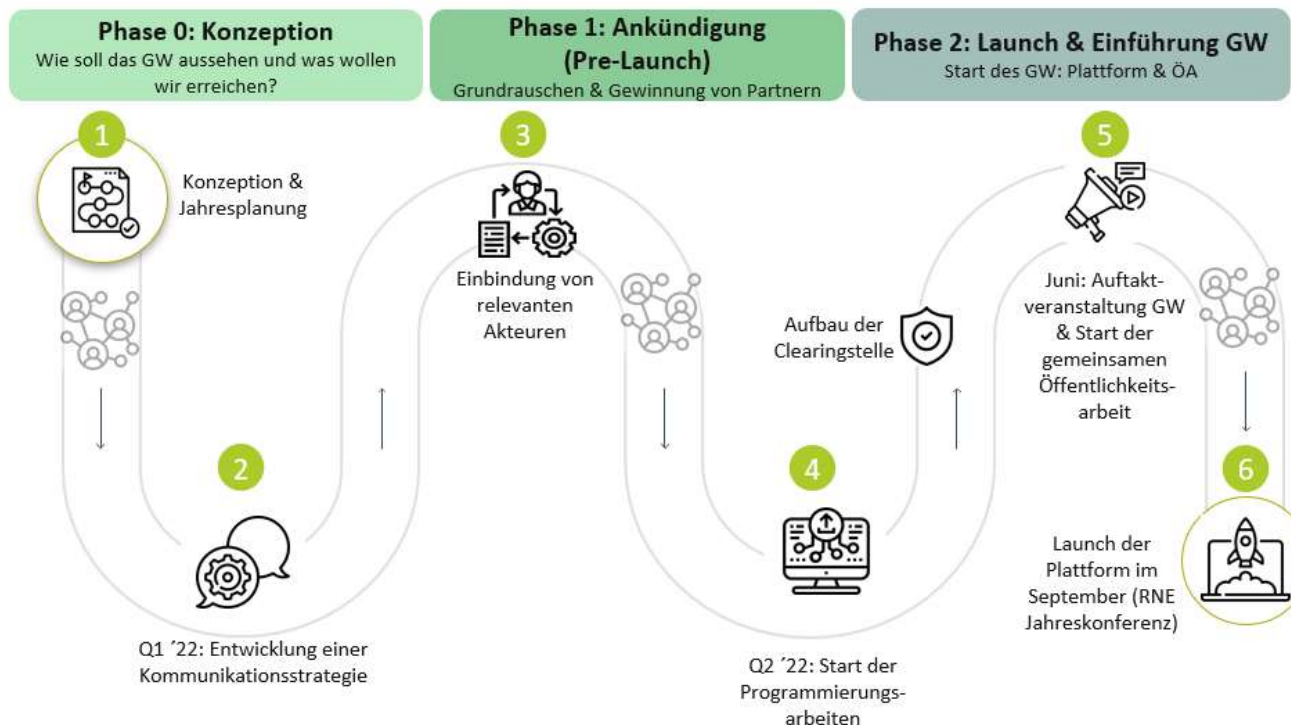 Phase 0: Konzeption
Wie soll das GW aussehen und was wollen
wir erreichen?
Phase 1: Ankündigung
(Pre-Launch)
Grundrauschen & Gewinnung von Partnern
Phase 2: Launch & Einführung GW
Start des GW: Plattform & ÖA
1
Konzeption &
Jahresplanung
2
Q1 ´22: Entwicklung einer
Kommunikationsstrategie
3
Einbindung von
relevanten
Akteuren
4
Q2 ´22: Start der
Programmierungs-
arbeiten
Aufbau der
Clearingstelle
5
Juni: Auftakt-
veranstaltung GW
& Start der
gemeinsamen
Öffentlichkeits-
arbeit
6
Launch der
Plattform im
September (RNE
Jahreskonferenz)